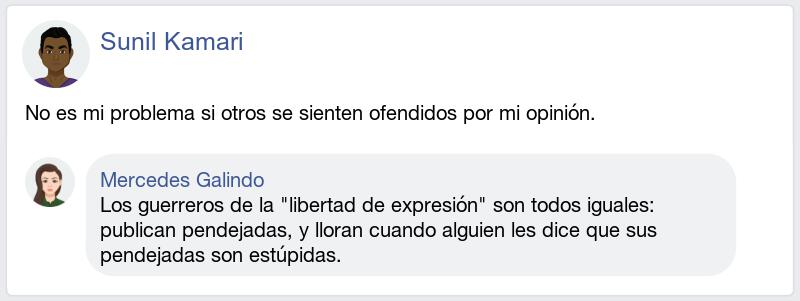 Sunil Kamari
No es mi problema si otros se sienten ofendidos por mi opinión.
Mercedes Galindo
Los guerreros de la "libertad de expresión" son todos iguales:
publican pendejadas, y lloran cuando alguien les dice que sus
pendejadas son estúpidas.